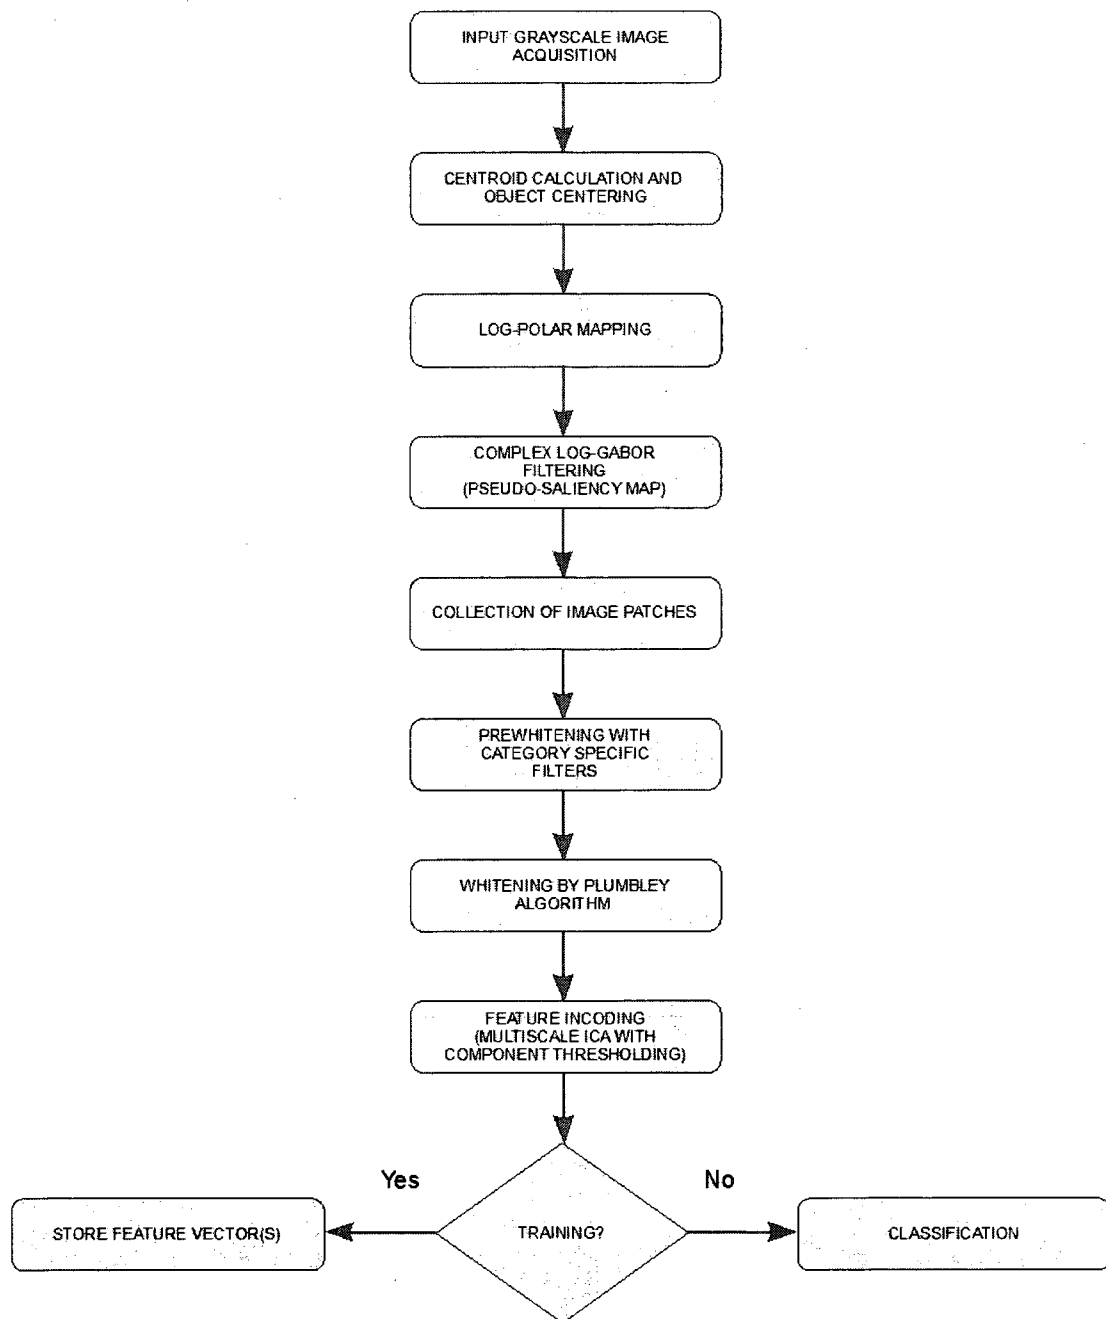 INPUT GRAYSCALE IMAGE
ACQUISITION
CENTROID CALCULATION AND
OBJECT CENTERING
LOG-POLAR MAPPING
COMPLEX LOG-GABOR
FILTERING
(PSEUDO-SALIENCY MAP)
COLLECTION OF IMAGE PATCHES
PREWHITENING WITH
CATEGORY SPECIFIC
FILTERS
WHITENING BY PLUMBLEY
ALGORITHM
FEATURE INCODING
(MULTISCALE ICA WITH
COMPONENT THRESHOLDING)
Yes
No
STORE FEATURE VECTOR(S)
TRAINING?
CLASSIFICATION